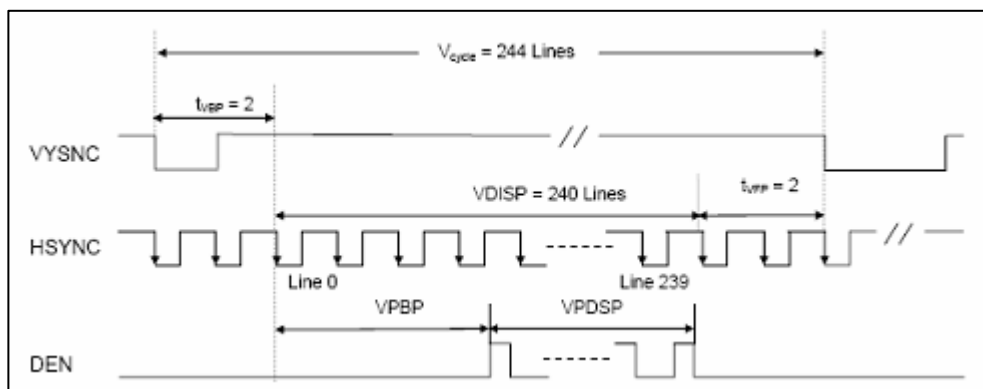 Vcycle = 244 Lines
tVBP = 2
VYSNC
VDISP = 240 Lines
tVFP = 2
HSYNC
Line 0
Line 239
VPBP
VPDSP
DEN